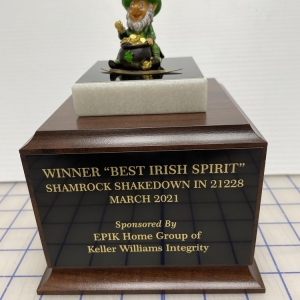 WINNER "BEST IRISH SPIRIT"
SHAMROCK SHAKEDOWN IN 21228
MARCH 2021
Sponsored By
EPIK Home Group of
Keller Williams Integrity